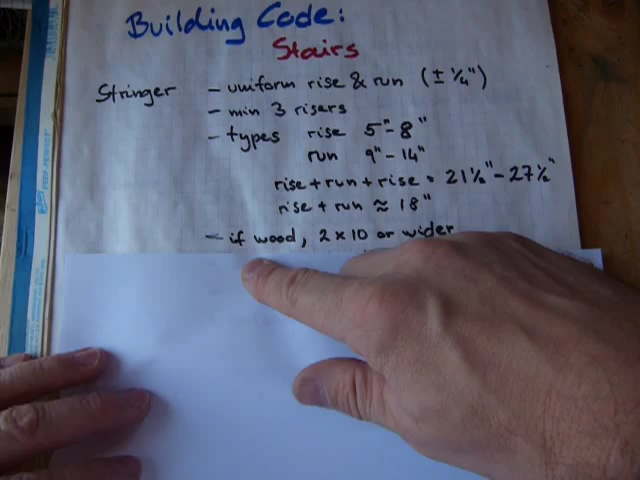 Building Code:
Stairs
Stringer - uniform rise & run (± 1/4")
- min 3 risers
- types rise 5"-8"
run 9"-14"
rise + run + rise = 21 1/2" - 27 1/2"
rise + run ≈ 18"
- if wood, 2 x 10 or wider